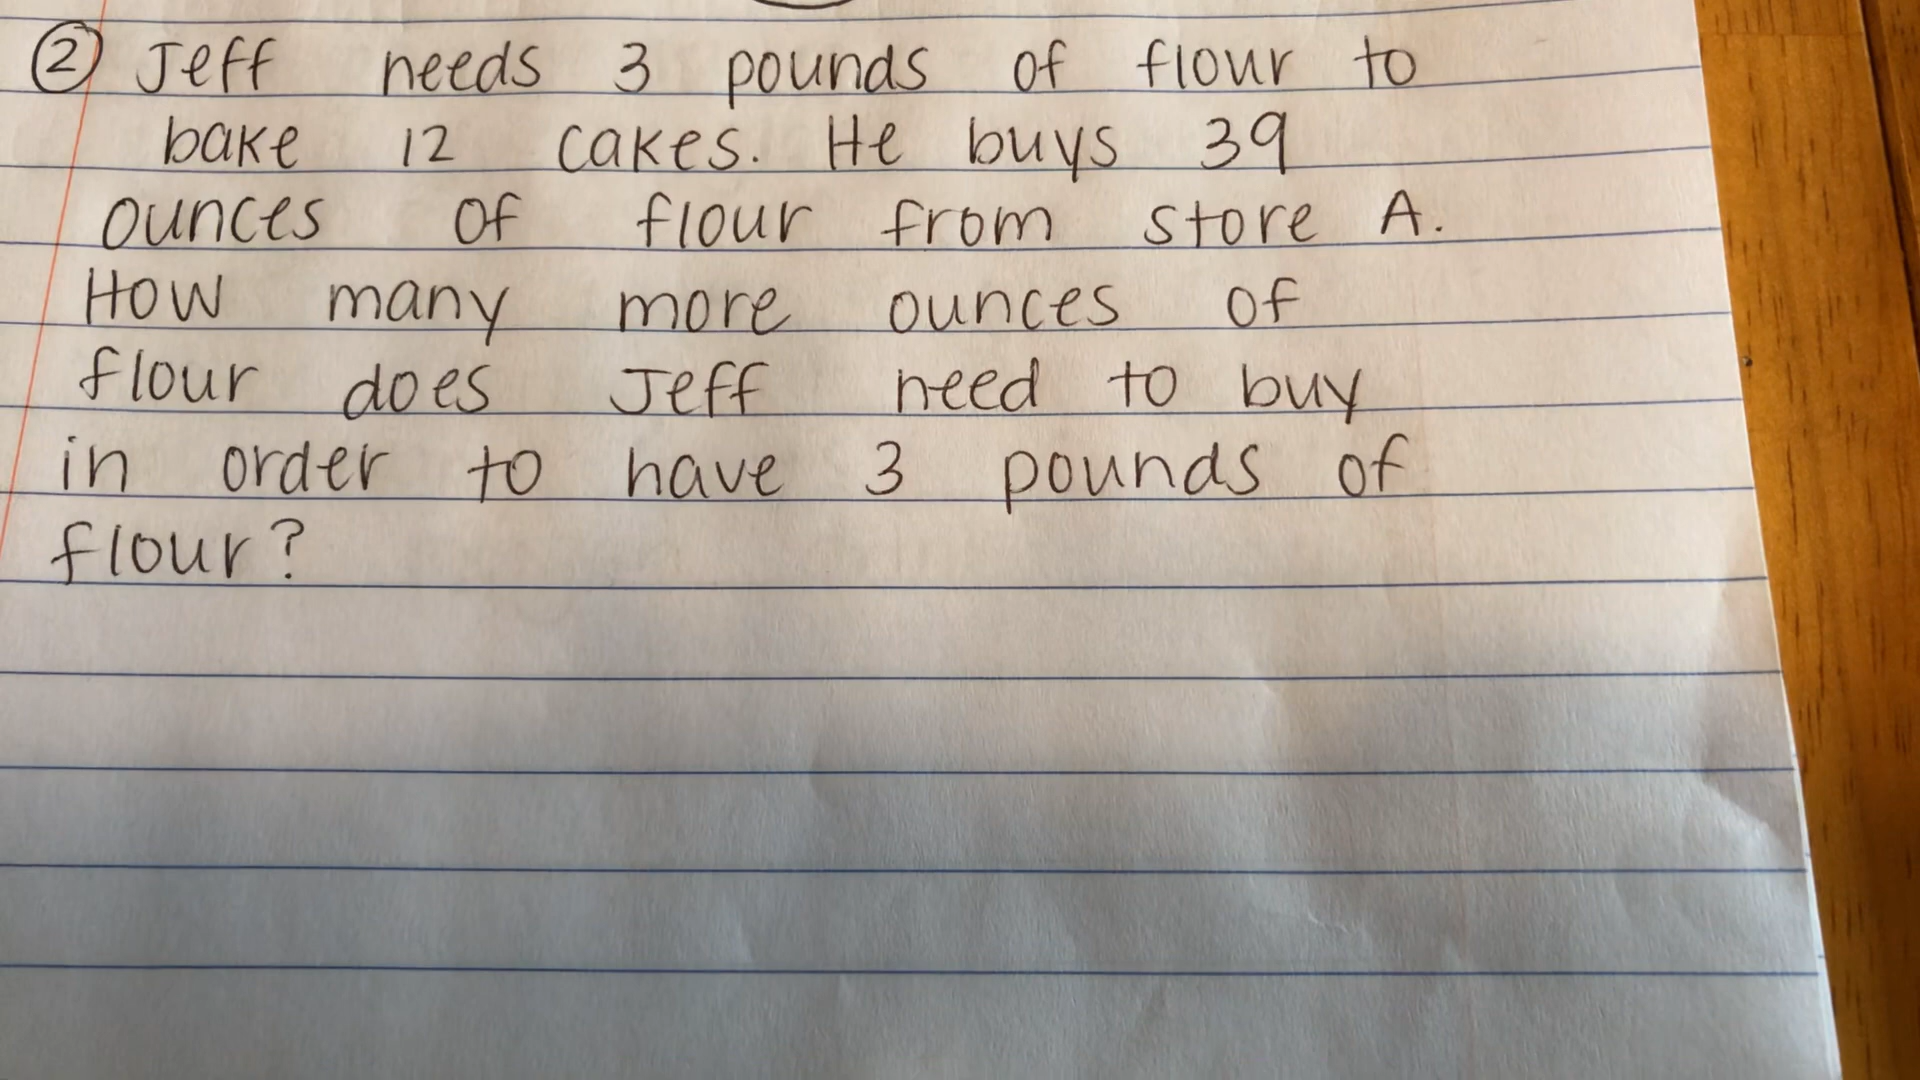 ② Jeff needs 3 pounds of flour to
bake 12 cakes. He buys 39
ounces of flour from store A.
How many more ounces of
flour does Jeff need to buy
in order to have 3 pounds of
flour?